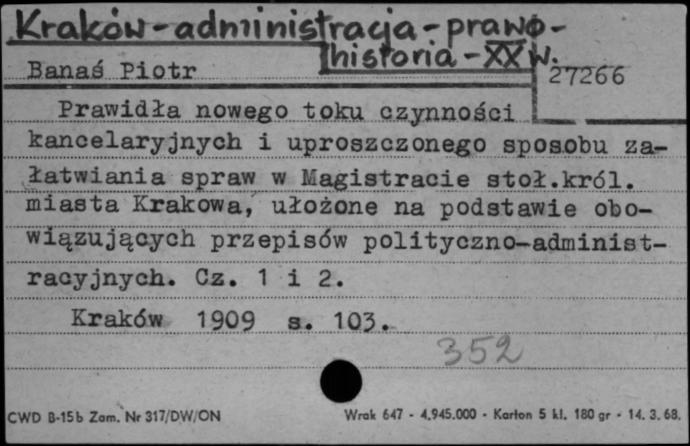 Kraków-administracja-prawo-
historia-XX w.
Banaś Piotr
27266
Prawidła nowego toku czynności
kancelaryjnych i uproszczonego sposobu za-
łatwiania spraw w Magistracie stoł.król.
miasta Krakowa, ułożone na podstawie obo-
wiązujących przepisów polityczno-administ-
racyjnych. Cz. 1 i 2.
Kraków 1909 s. 103.
352
CWD B-15b Zam. Nr 317/DW/ON
Wrak 647 - 4.945.000 - Karton 5 kl. 180 gr - 14. 3. 68.